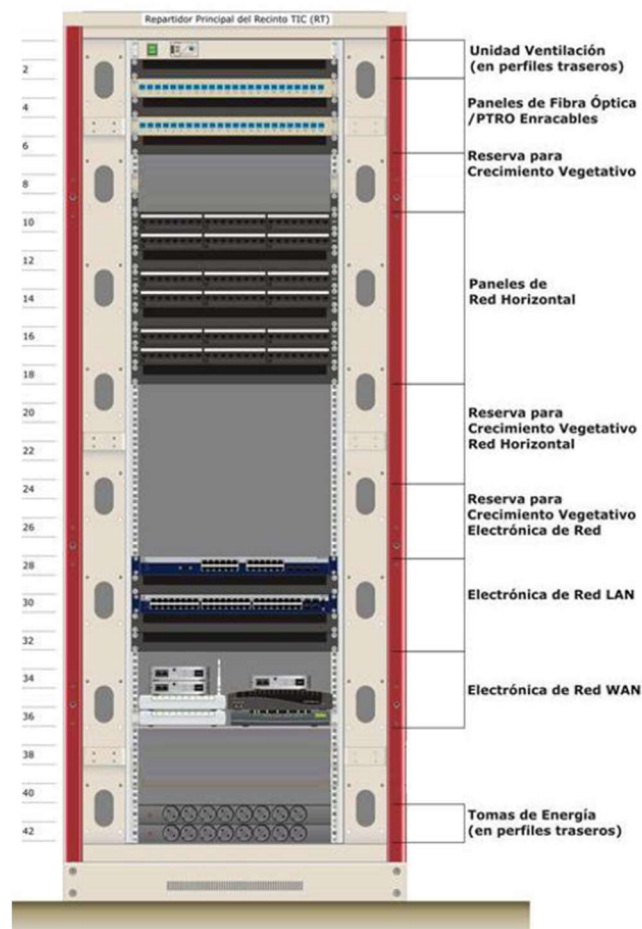 Repartidor Principal del Recinto TIC (RT)
Unidad Ventilación
(en perfiles traseros)
2
Paneles de Fibra Óptica
/PTRO Enracables
4
6
Reserva para
Crecimiento Vegetativo
8
10
12
Paneles de
Red Horizontal
14
16
18
20
Reserva para
Crecimiento Vegetativo
Red Horizontal
22
24
Reserva para
Crecimiento Vegetativo
Electrónica de Red
26
28
Electrónica de Red LAN
30
32
34
Electrónica de Red WAN
36
38
40
Tomas de Energía
(en perfiles traseros)
42